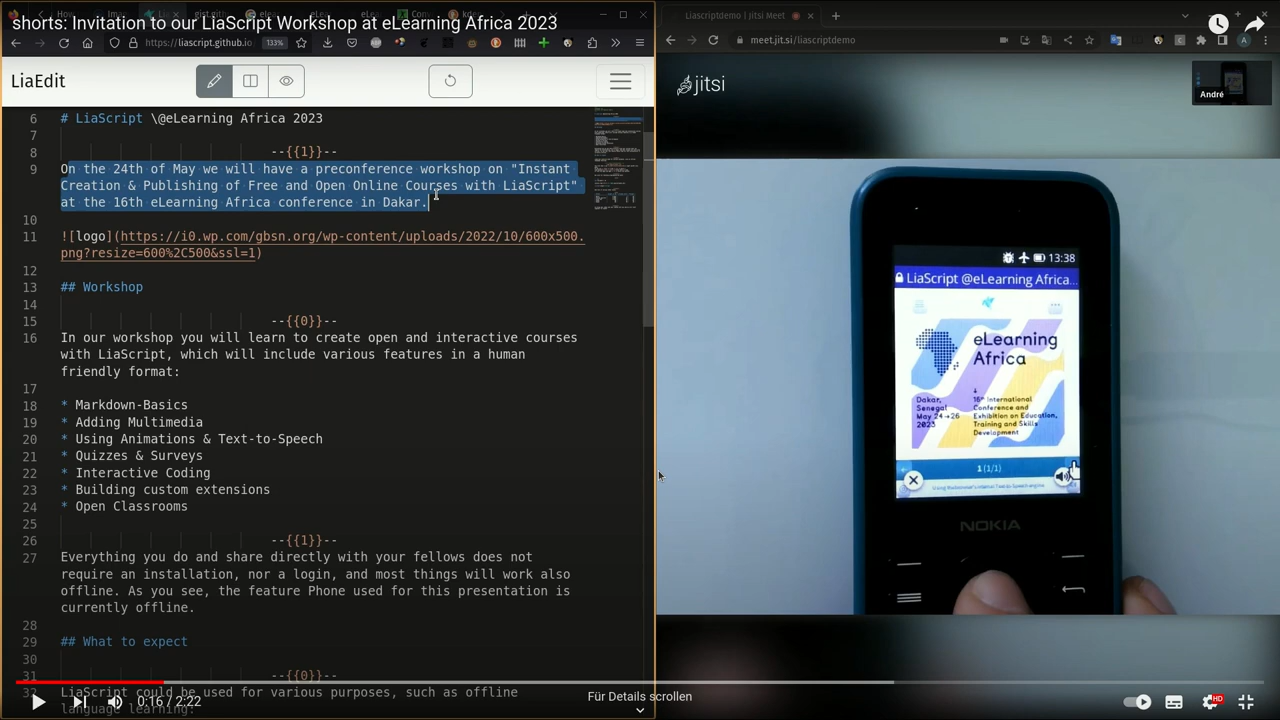 shorts: Invitation to our LiaScript Workshop at eLearning Africa 2023
https://liascript.github.io
133%
LiaEdit
6 # LiaScript \@eLearning Africa 2023
7
8 --{{1}}--
9 On the 24th of May we will have a preconference workshop on "Instant
Creation & Publishing of Free and Open Online Courses with LiaScript"
at the 16th eLearning Africa conference in Dakar.
10
11 ![logo](https://i0.wp.com/gbsn.org/wp-content/uploads/2022/10/600x500.
png?resize=600%2C500&ssl=1)
12
13 ## Workshop
14
15 --{{0}}--
16 In our workshop you will learn to create open and interactive courses
with LiaScript, which will include various features in a human
friendly format:
17
18 * Markdown-Basics
19 * Adding Multimedia
20 * Using Animations & Text-to-Speech
21 * Quizzes & Surveys
22 * Interactive Coding
23 * Building custom extensions
24 * Open Classrooms
25
26 --{{1}}--
27 Everything you do and share directly with your fellows does not
require an installation, nor a login, and most things will work also
offline. As you see, the feature Phone used for this presentation is
currently offline.
28
29 ## What to expect
30
31 --{{0}}--
32 LiaScript could be used for various purposes, such as offline
language learning:
0:16 / 2:22
Für Details scrollen
HD
Liascriptdemo | Jitsi Meet
meet.jit.si/liascriptdemo
A
jitsi
André
13:38
LiaScript @eLearning Africa...
eLearning
Africa
Dakar,
Senegal
May 24→26
2023
16th International
Conference and
Exhibition on Education,
Training and Skills
Development
1 (1/1)
NOKIA